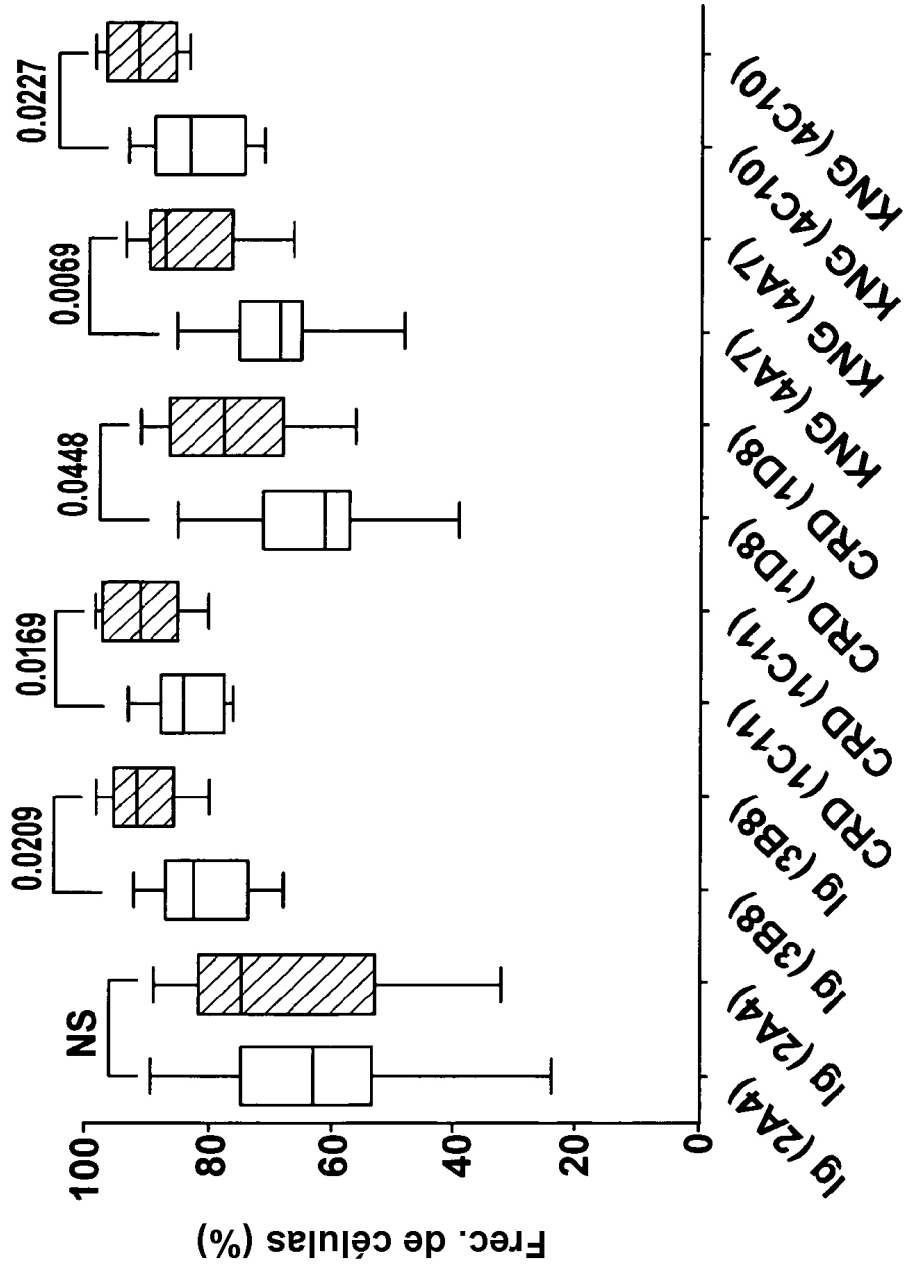 NS
0.0209
0.0169
0.0448
0.0069
0.0227
Frec. de células (%)
100
80
60
40
20
0
Ig (2A4)
Ig (2A4)
Ig (3B8)
Ig (3B8)
CRD (1C11)
CRD (1C11)
CRD (1D8)
CRD (1D8)
KNG (4A7)
KNG (4A7)
KNG (4C10)
KNG (4C10)